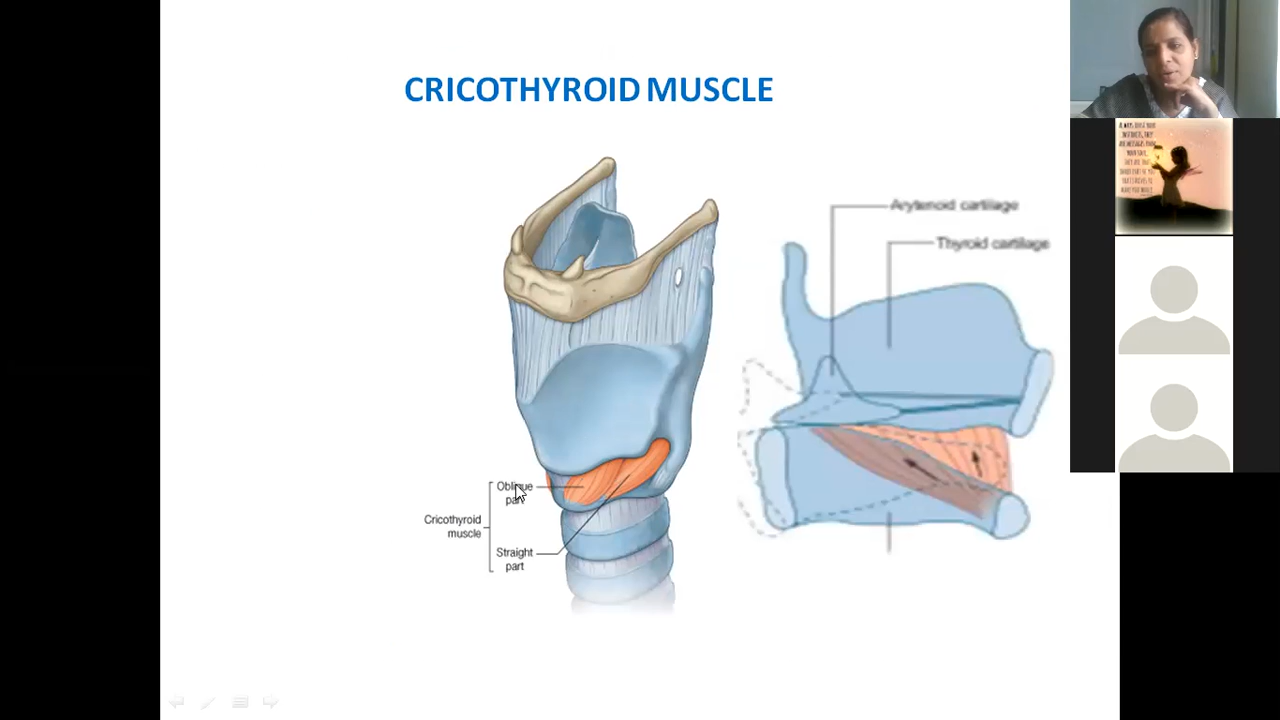 CRICOTHYROID MUSCLE
Arytenoid cartilage
Thyroid cartilage
Oblique
part
Cricothyroid
muscle
Straight
part